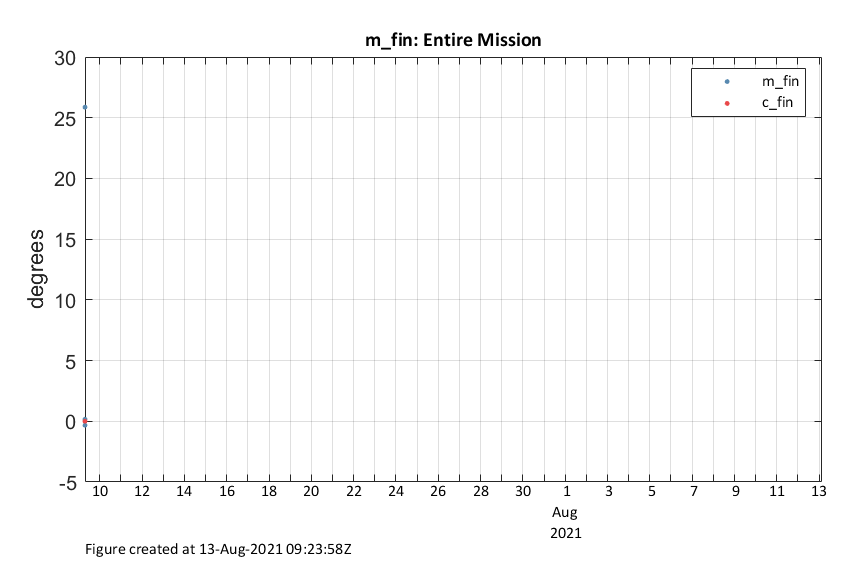 m_fin: Entire Mission
m_fin
c_fin
30
25
20
15
10
5
0
-5
degrees
10 12 14 16 18 20 22 24 26 28 30 1 3 5 7 9 11 13
Aug
2021
Figure created at 13-Aug-2021 09:23:58Z